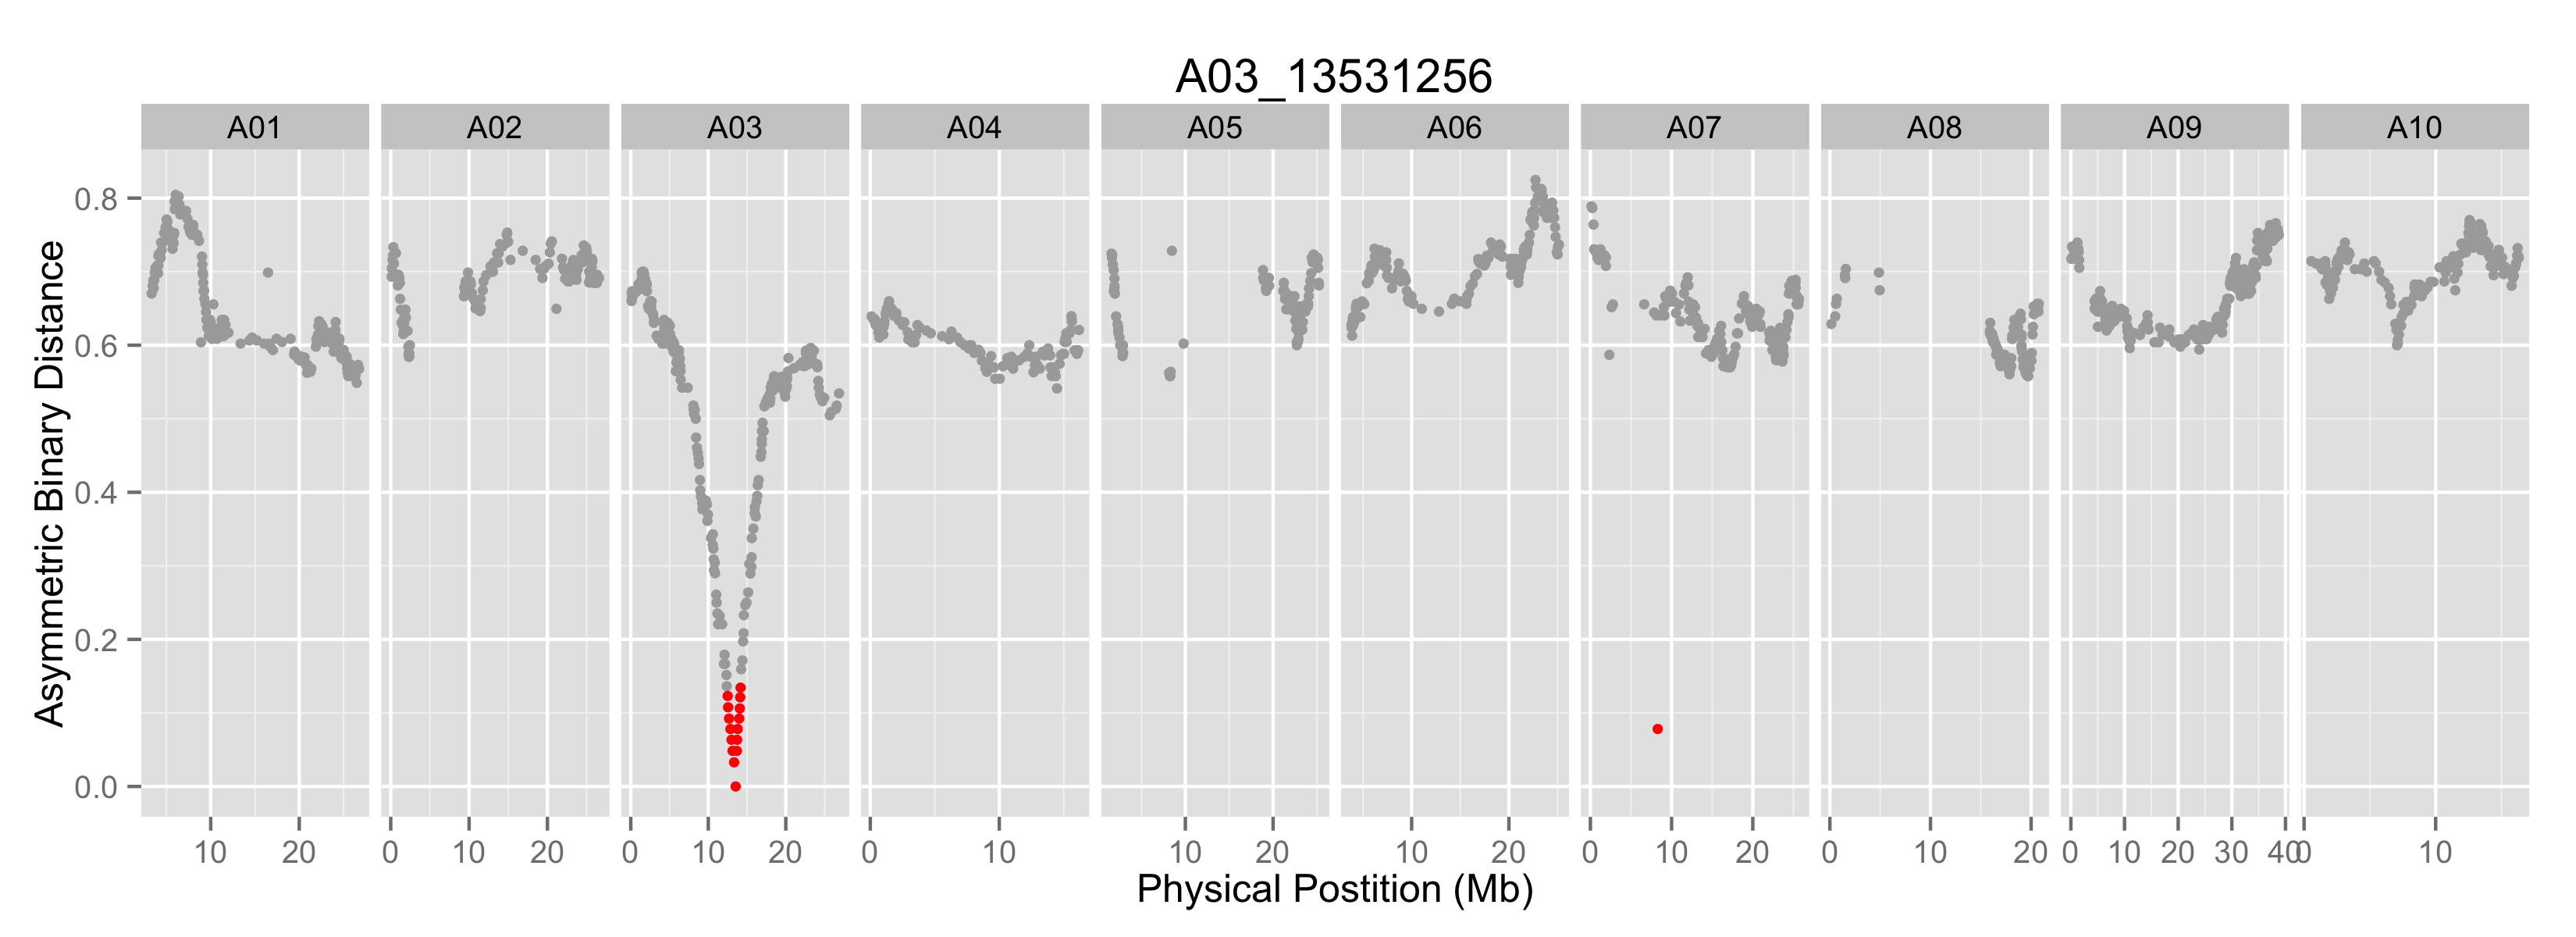 A03_13531256
A01 A02 A03 A04 A05 A06 A07 A08 A09 A10
Asymmetric Binary Distance
0.8
0.6
0.4
0.2
0.0
10 20 0 10 20 0 10 20 0 10 10 20 10 20 0 10 20 0 10 20 0 10 20 30 40 0 10
Physical Postition (Mb)